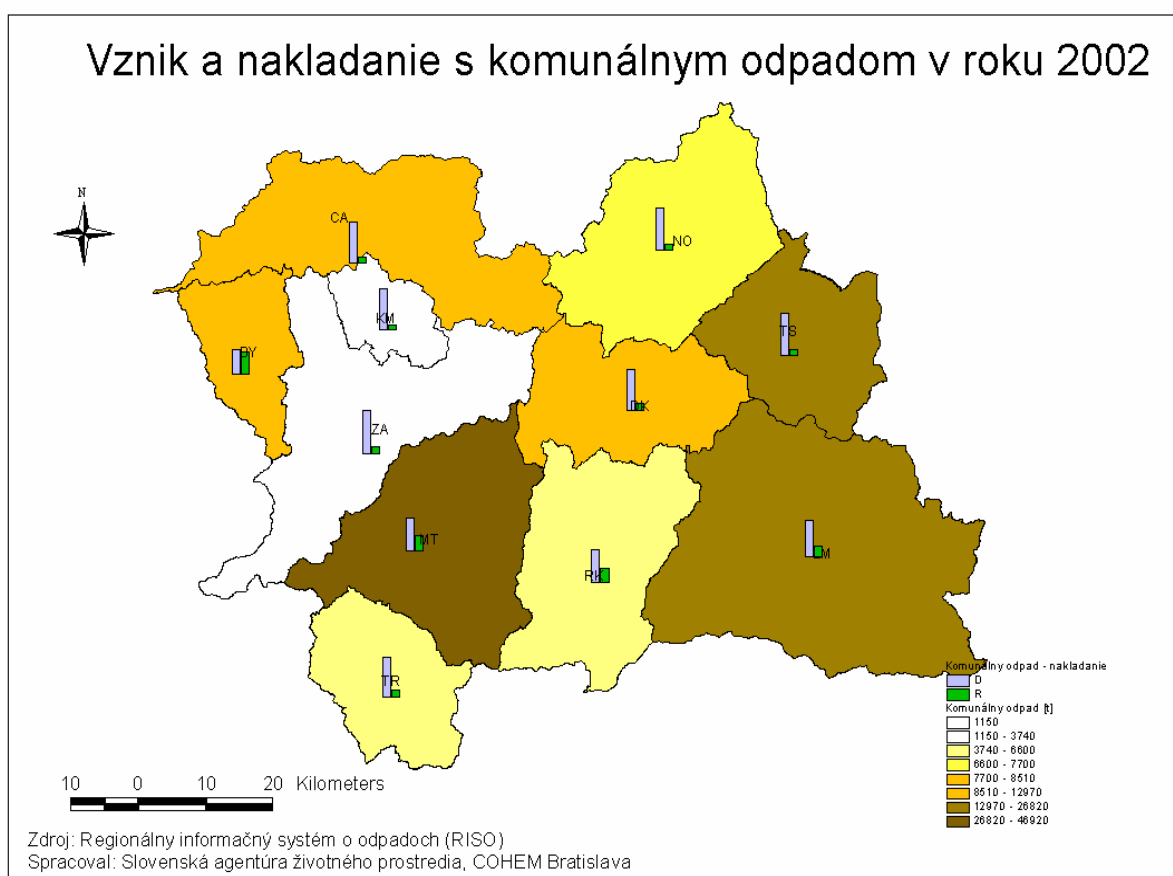 Vznik a nakladanie s komunálnym odpadom v roku 2002
N
CA
NO
KM
TS
BY
DK
ZA
MT
LM
RK
TR
Komunálny odpad - nakladanie
D
R
Komunálny odpad [t]
1150
1150 - 3740
3740 - 6600
6600 - 7700
7700 - 8510
8510 - 12970
12970 - 26820
26820 - 46920
10 0 10 20 Kilometers
Zdroj: Regionálny informačný systém o odpadoch (RISO)
Spracoval: Slovenská agentúra životného prostredia, COHEM Bratislava